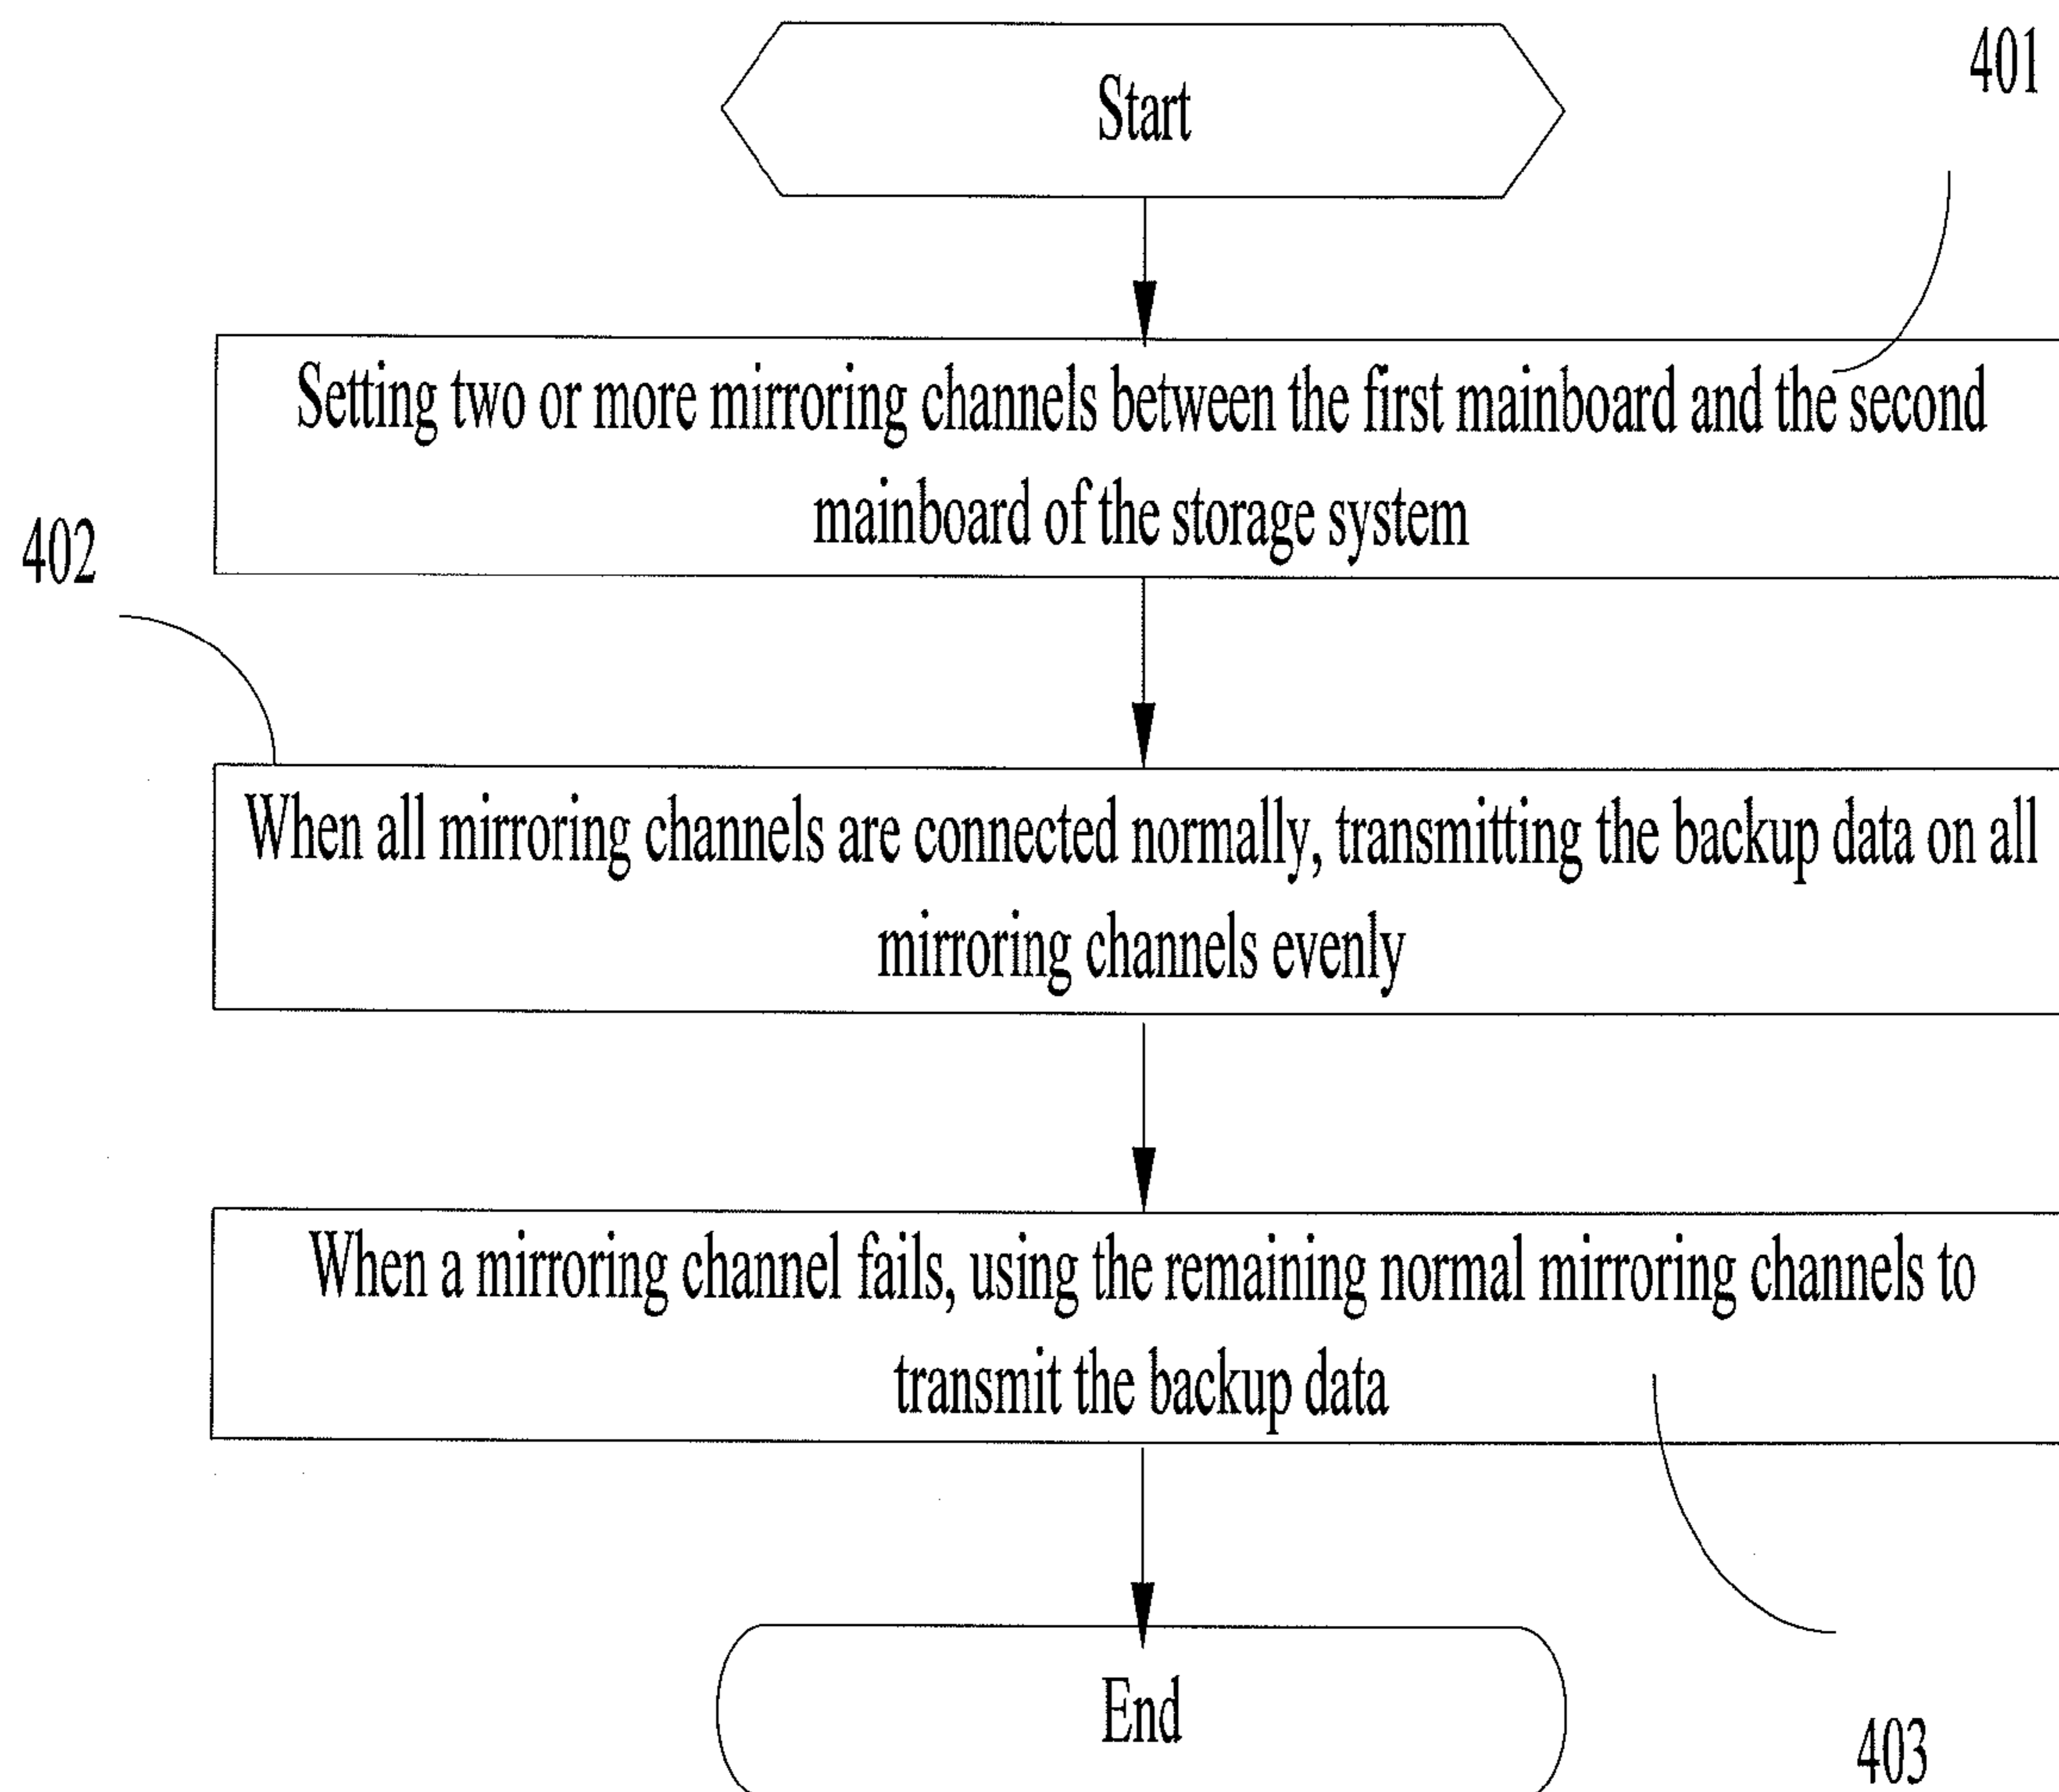 Start
401
Setting two or more mirroring channels between the first mainboard and the second
mainboard of the storage system
402
When all mirroring channels are connected normally, transmitting the backup data on all
mirroring channels evenly
When a mirroring channel fails, using the remaining normal mirroring channels to
transmit the backup data
End
403